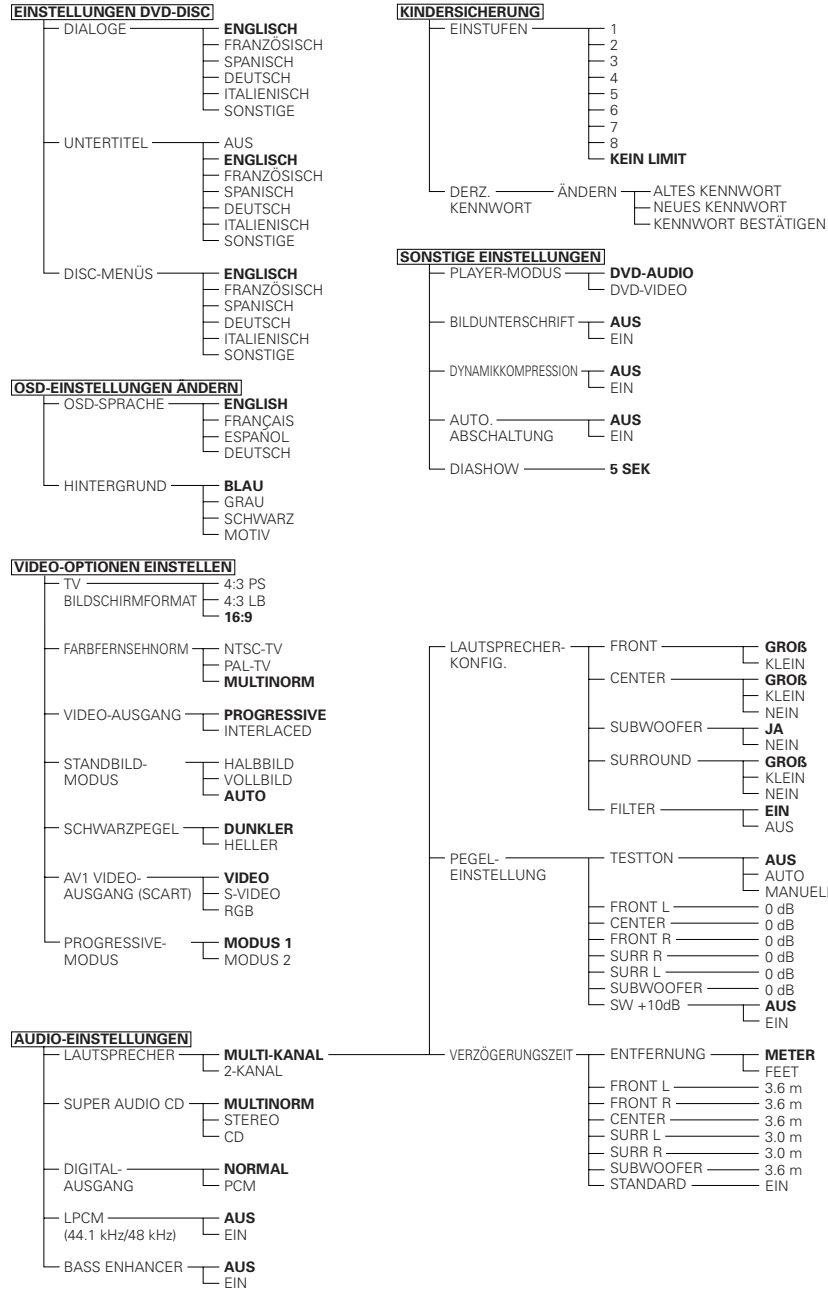 EINSTELLUNGEN DVD-DISC
DIALOGE
ENGLISCH
FRANZÖSISCH
SPANISCH
DEUTSCH
ITALIENISCH
SONSTIGE
UNTERTITEL
AUS
ENGLISCH
FRANZÖSISCH
SPANISCH
DEUTSCH
ITALIENISCH
SONSTIGE
DISC-MENÜS
ENGLISCH
FRANZÖSISCH
SPANISCH
DEUTSCH
ITALIENISCH
SONSTIGE
OSD-EINSTELLUNGEN ÄNDERN
OSD-SPRACHE
ENGLISH
FRANÇAIS
ESPAÑOL
DEUTSCH
HINTERGRUND
BLAU
GRAU
SCHWARZ
MOTIV
VIDEO-OPTIONEN EINSTELLEN
TV
BILDSCHIRMFORMAT
4:3 PS
4:3 LB
16:9
FARBFERNSEHNORM
NTSC-TV
PAL-TV
MULTINORM
VIDEO-AUSGANG
PROGRESSIVE
INTERLACED
STANDBILD-
MODUS
HALBBILD
VOLLBILD
AUTO
SCHWARZPEGEL
DUNKLER
HELLER
AV1 VIDEO-
AUSGANG (SCART)
VIDEO
S-VIDEO
RGB
PROGRESSIVE-
MODUS
MODUS 1
MODUS 2
AUDIO-EINSTELLUNGEN
LAUTSPRECHER
MULTI-KANAL
2-KANAL
SUPER AUDIO CD
MULTINORM
STEREO
CD
DIGITAL-
AUSGANG
NORMAL
PCM
LPCM
(44.1 kHz/48 kHz)
AUS
EIN
BASS ENHANCER
AUS
EIN
KINDERSICHERUNG
EINSTUFEN
1
2
3
4
5
6
7
8
KEIN LIMIT
DERZ.
KENNWORT
ÄNDERN
ALTES KENNWORT
NEUES KENNWORT
KENNWORT BESTÄTIGEN
SONSTIGE EINSTELLUNGEN
PLAYER-MODUS
DVD-AUDIO
DVD-VIDEO
BILDUNTERSCHRIFT
AUS
EIN
DYNAMIKKOMPRESSION
AUS
EIN
AUTO.
ABSCHALTUNG
AUS
EIN
DIASHOW
5 SEK
LAUTSPRECHER-
KONFIG.
FRONT
GROß
KLEIN
CENTER
GROß
KLEIN
NEIN
SUBWOOFER
JA
NEIN
SURROUND
GROß
KLEIN
NEIN
FILTER
EIN
AUS
PEGEL-
EINSTELLUNG
TESTTON
AUS
AUTO
MANUELL
FRONT L 0 dB
CENTER 0 dB
FRONT R 0 dB
SURR R 0 dB
SURR L 0 dB
SUBWOOFER 0 dB
SW +10dB AUS
EIN
VERZÖGERUNGSZEIT
ENTFERNUNG
METER
FEET
FRONT L 3.6 m
FRONT R 3.6 m
CENTER 3.6 m
SURR L 3.0 m
SURR R 3.0 m
SUBWOOFER 3.6 m
STANDARD EIN